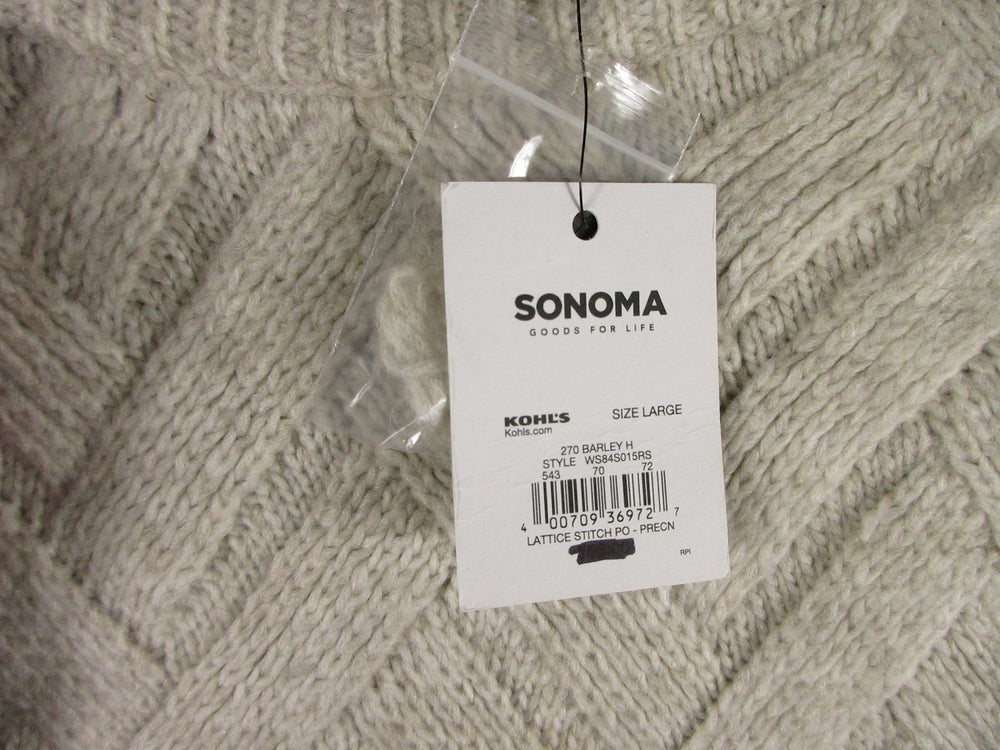 SONOMA
GOODS FOR LIFE
KOHL'S SIZE LARGE
Kohls.com
270 BARLEY H
STYLE WS84S015RS
543 70 72
4 00709 36972 7
LATTICE STITCH PO - PRECN
RPI